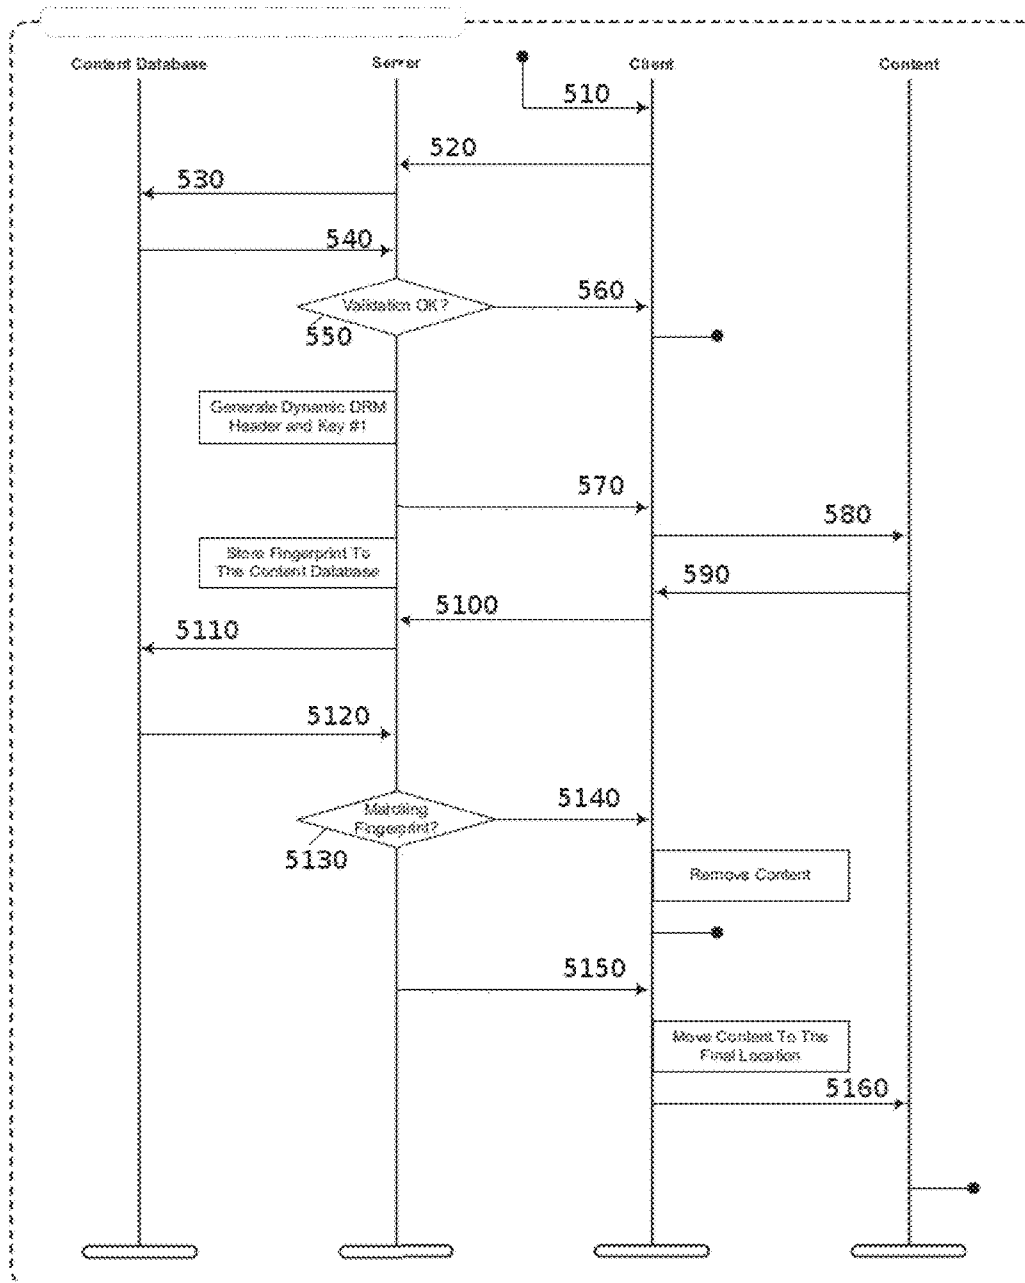 Content Database
Server
Client
Content
510
520
530
540
560
Validation OK?
550
Generate Dynamic DRM
Header and Key #1
570
580
Store Fingerprint To
The Content Database
590
5100
5110
5120
5140
Matching
Fingerprint?
5130
Remove Content
5150
Move Content To The
Final Location
5160